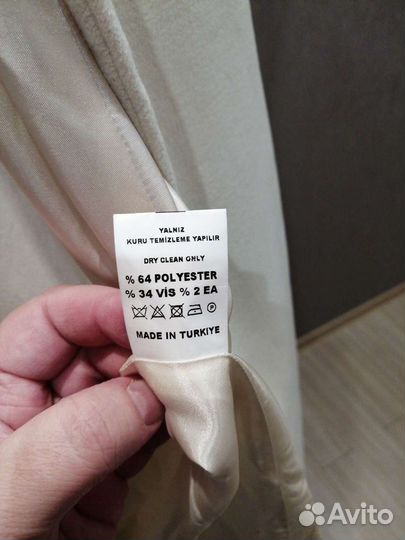 YALNIZ
KURU TEMİZLEME YAPILIR
DRY CLEAN ONLY
% 64 POLYESTER
% 34 VİS % 2 EA
P
MADE IN TURKIYE
Avito